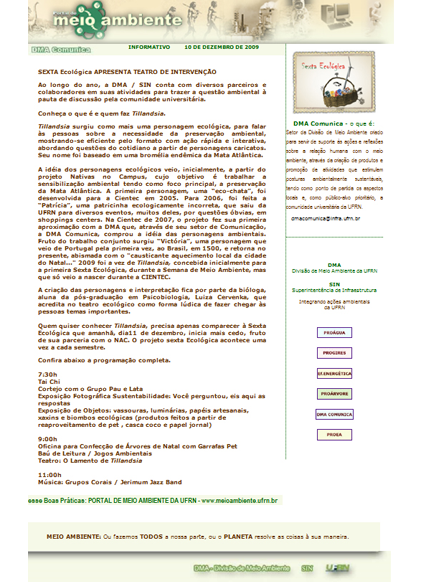 meio ambiente
DMA Comunica
INFORMATIVO 10 DE DEZEMBRO DE 2009
SEXTA Ecológica APRESENTA TEATRO DE INTERVENÇÃO
Ao longo do ano, a DMA / SIN conta com diversos parceiros e
colaboradores em suas atividades para trazer a questão ambiental à
pauta de discussão pela comunidade universitária.
Conheça o que é e quem faz Tillandsia.
Tillandsia surgiu como mais uma personagem ecológica, para falar
às pessoas sobre a necessidade da preservação ambiental,
mostrando-se eficiente pelo formato com ação rápida e interativa,
abordando questões do cotidiano a partir de personagens caricatos.
Seu nome foi baseado em uma bromélia endêmica da Mata Atlântica.
A idéia dos personagens ecológicos veio, inicialmente, a partir do
projeto Nativas no Campus, cujo objetivo é trabalhar a
sensibilização ambiental tendo como foco principal, a preservação
da Mata Atlântica. A primeira personagem, uma "eco-chata", foi
desenvolvida para a Cientec em 2005. Para 2006, foi feita a
"Patrícia", uma patricinha ecologicamente incorreta, que saiu da
UFRN para diversos eventos, muitos deles, por questões óbvias, em
shoppings centers. Na Cientec de 2007, o projeto fez sua primeira
aproximação com a DMA que, através de seu setor de Comunicação,
a DMA Comunica, comprou a idéia das personagens ambientais.
Fruto do trabalho conjunto surgiu "Victória", uma personagem que
veio de Portugal pela primeira vez, ao Brasil, em 1500, e retorna no
presente, abismada com o "causticante aquecimento local da cidade
do Natal..." 2009 foi a vez de Tillandsia, concebida inicialmente para
a primeira Sexta Ecológica, durante a Semana de Meio Ambiente, mas
que só veio a nascer durante a CIENTEC.
A criação das personagens e interpretação fica por parte da bióloga,
aluna da pós-graduação em Psicobiologia, Luiza Cervenka, que
acredita no teatro ecológico como forma lúdica de fazer chegar às
pessoas temas importantes.
Quem quiser conhecer Tillandsia, precisa apenas comparecer à Sexta
Ecológica que amanhã, dia11 de dezembro, inicia mais cedo, fruto
de sua parceria com o NAC. O projeto sexta Ecológica acontece uma
vez a cada semestre.
Confira abaixo a programação completa.
7:30h
Tai Chi
Cortejo com o Grupo Pau e Lata
Exposição Fotográfica Sustentabilidade: Você perguntou, eis aqui as
respostas
Exposição de Objetos: vassouras, luminárias, papéis artesanais,
xaxins e biombos ecológicos (produtos feitos a partir de
reaproveitamento de pet , casca coco e papel jornal)
9:00h
Oficina para Confecção de Árvores de Natal com Garrafas Pet
Baú de Leitura / Jogos Ambientais
Teatro: O Lamento de Tillandsia
11:00h
Música: Grupos Corais / Jerimum Jazz Band
Sexta Ecológica
DMA Comunica - o que é:
Setor da Divisão de Meio Ambiente criado
para servir de suporte às ações e reflexões
sobre a relação humana com o meio
ambiente, através da criação de produtos e
promoção de atividades que estimulem
posturas ambientalmente sustentáveis,
tendo como ponto de partida os aspectos
locais e, como público-alvo prioritário, a
comunidade universitária da UFRN.
dmacomunica@infra.ufrn.br
DMA
Divisão de Meio Ambiente da UFRN
SIN
Superintendência de Infraestrutura
Integrando ações ambientais
da UFRN
PROÁGUA
PROGIRES
EF.ENERGÉTICA
PROÁRVORE
DMA COMUNICA
PROEA
esse Boas Práticas: PORTAL DE MEIO AMBIENTE DA UFRN - www.meioambiente.ufrn.br
MEIO AMBIENTE: Ou fazemos TODOS a nossa parte, ou o PLANETA resolve as coisas à sua maneira.
DMA - Divisão de Meio Ambiente SIN UFRN